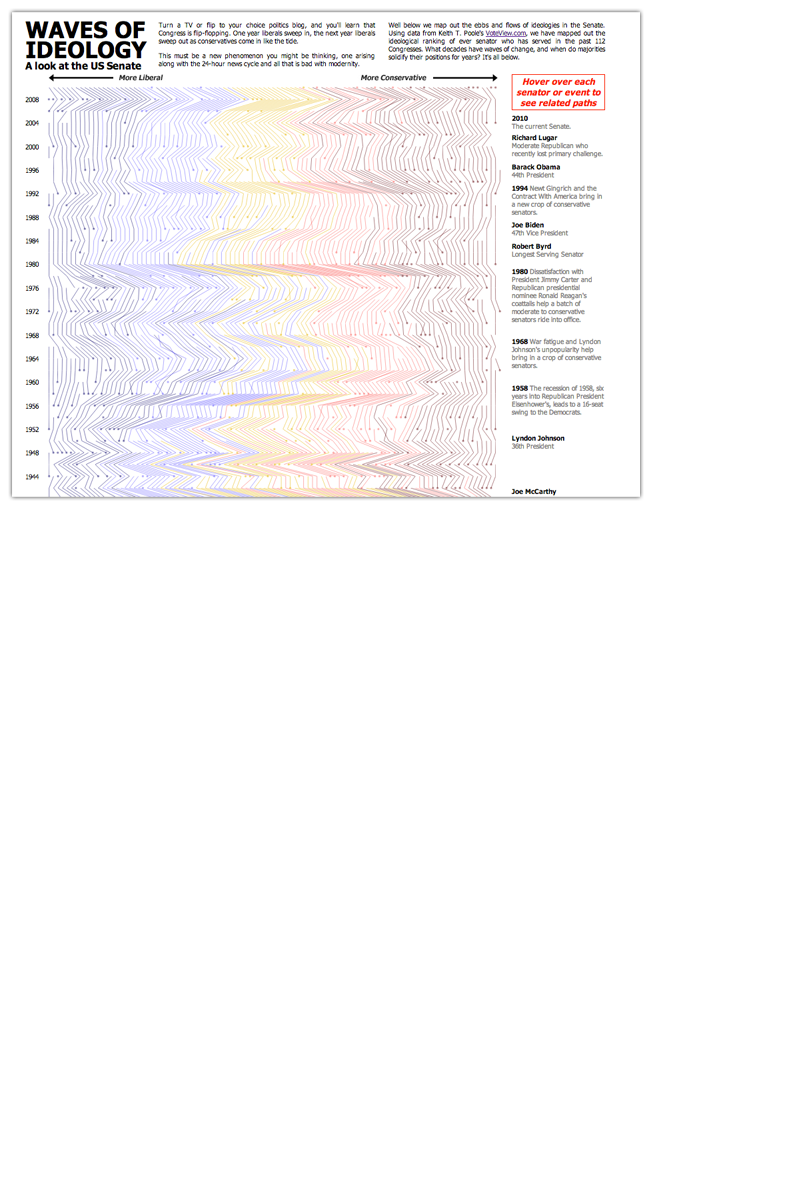 WAVES OF
IDEOLOGY
A look at the US Senate
Turn a TV or flip to your choice politics blog, and you'll learn that
Congress is flip-flopping. One year liberals sweep in, the next year liberals
sweep out as conservatives come in like the tide.
This must be a new phenomenon you might be thinking, one arising
along with the 24-hour news cycle and all that is bad with modernity.
Well below we map out the ebbs and flows of ideologies in the Senate.
Using data from Keith T. Poole's VoteView.com, we have mapped out the
ideological ranking of ever senator who has served in the past 112
Congresses. What decades have waves of change, and when do majorities
solidify their positions for years? It's all below.
More Liberal
More Conservative
Hover over each
senator or event to
see related paths
2008
2004
2000
1996
1992
1988
1984
1980
1976
1972
1968
1964
1960
1956
1952
1948
1944
2010
The current Senate.
Richard Lugar
Moderate Republican who
recently lost primary challenge.
Barack Obama
44th President
1994 Newt Gingrich and the
Contract With America bring in
a new crop of conservative
senators.
Joe Biden
47th Vice President
Robert Byrd
Longest Serving Senator
1980 Dissatisfaction with
President Jimmy Carter and
Republican presidential
nominee Ronald Reagan's
coattails help a batch of
moderate to conservative
senators ride into office.
1968 War fatigue and Lyndon
Johnson's unpopularity help
bring in a crop of conservative
senators.
1958 The recession of 1958, six
years into Republican President
Eisenhower's, leads to a 16-seat
swing to the Democrats.
Lyndon Johnson
36th President
Joe McCarthy